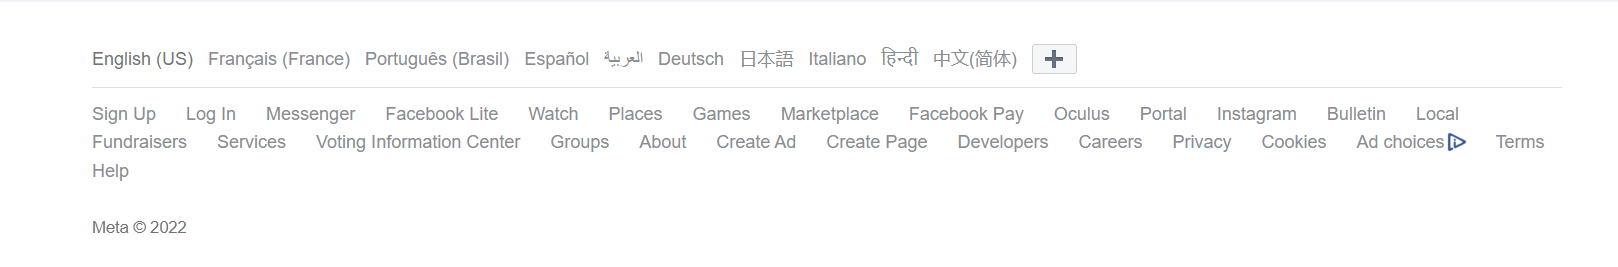 English (US) Français (France) Português (Brasil) Español العربية Deutsch 日本語 Italiano हिन्दी 中文(简体)
Sign Up Log In Messenger Facebook Lite Watch Places Games Marketplace Facebook Pay Oculus Portal Instagram Bulletin Local
Fundraisers Services Voting Information Center Groups About Create Ad Create Page Developers Careers Privacy Cookies Ad choices Terms
Help
Meta © 2022